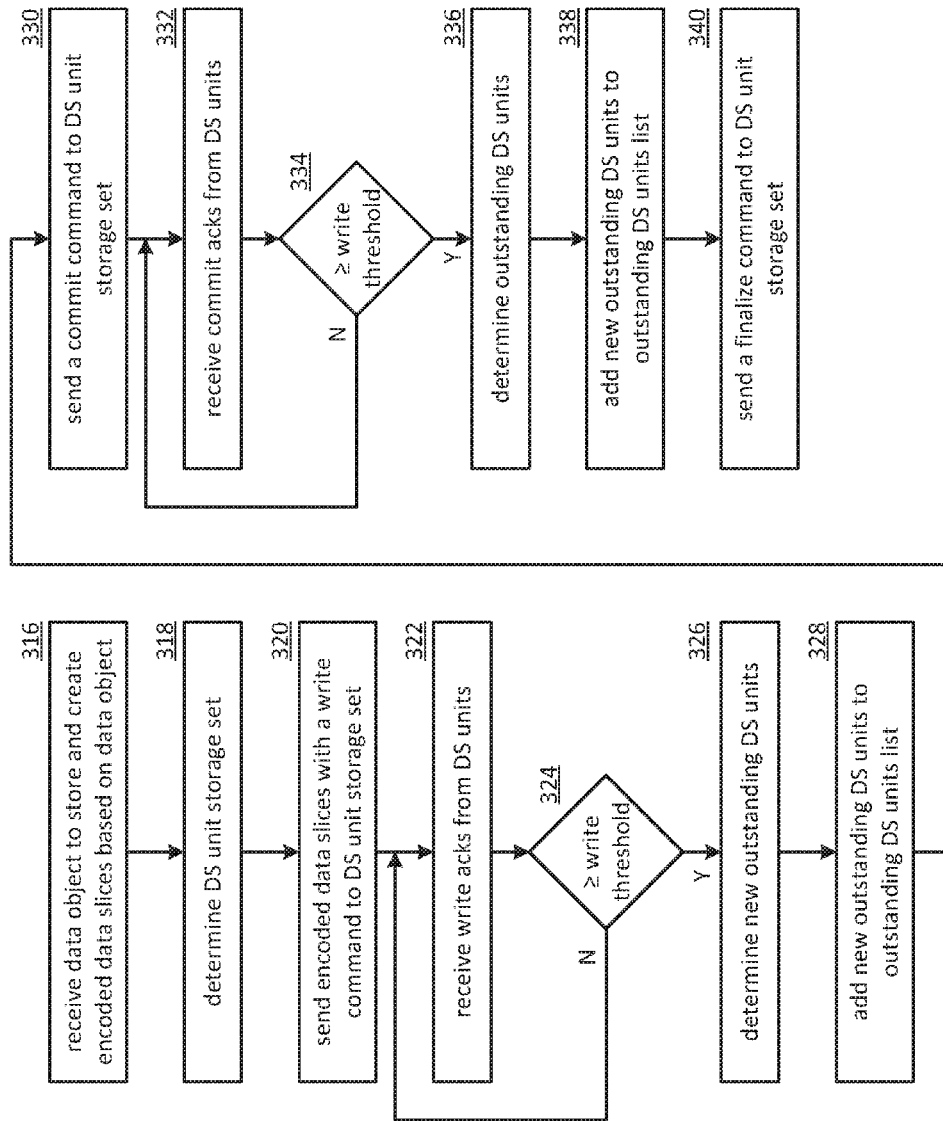 316
receive data object to store and create
encoded data slices based on data object
318
determine DS unit storage set
320
send encoded data slices with a write
command to DS unit storage set
322
receive write acks from DS units
324
≥ write
threshold
N
Y
326
determine new outstanding DS units
328
add new outstanding DS units to
outstanding DS units list
330
send a commit command to DS unit
storage set
332
receive commit acks from DS units
334
≥ write
threshold
N
Y
336
determine outstanding DS units
338
add new outstanding DS units to
outstanding DS units list
340
send a finalize command to DS unit
storage set